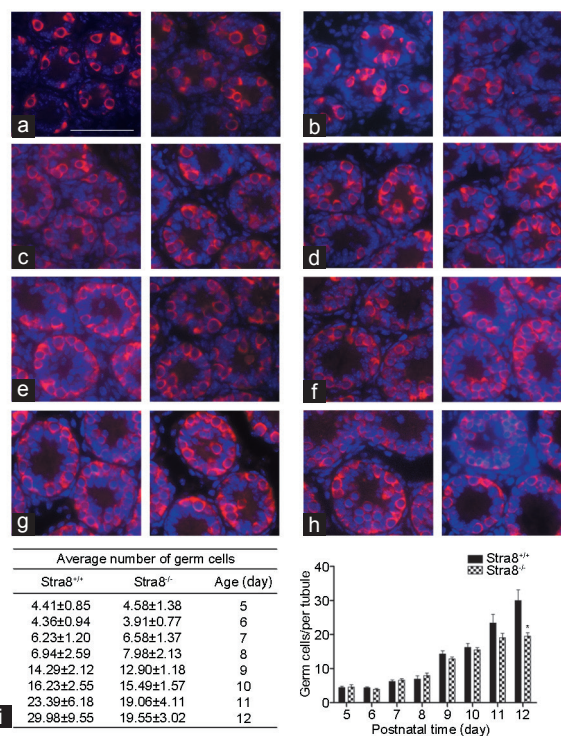 a
b
c
d
e
f
g
h
Average number of germ cells
Stra8+/+ Stra8-/- Age (day)
4.41±0.85 4.58±1.38 5
4.36±0.94 3.91±0.77 6
6.23±1.20 6.58±1.37 7
6.94±2.59 7.98±2.13 8
14.29±2.12 12.90±1.18 9
16.23±2.55 15.49±1.57 10
23.39±6.18 19.06±4.11 11
29.98±9.55 19.55±3.02 12
i
Stra8+/+
Stra8-/-
Germ cells/per tubule
40
30
20
10
0
*
5 6 7 8 9 10 11 12
Postnatal time (day)